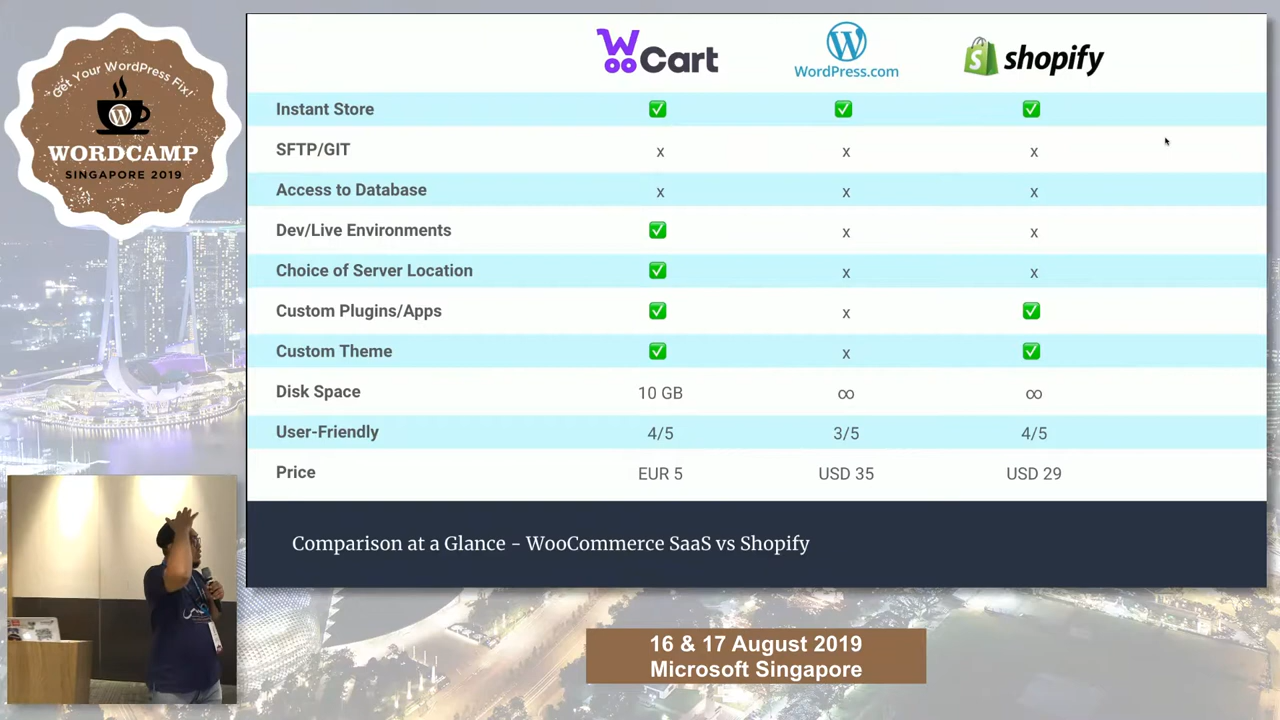 Get Your WordPress Fix!
WORDCAMP
SINGAPORE 2019
WooCart
WordPress.com
shopify
Instant Store ✅ ✅ ✅
SFTP/GIT x x x
Access to Database x x x
Dev/Live Environments ✅ x x
Choice of Server Location ✅ x x
Custom Plugins/Apps ✅ x ✅
Custom Theme ✅ x ✅
Disk Space 10 GB ∞ ∞
User-Friendly 4/5 3/5 4/5
Price EUR 5 USD 35 USD 29
Comparison at a Glance - WooCommerce SaaS vs Shopify
16 & 17 August 2019
Microsoft Singapore